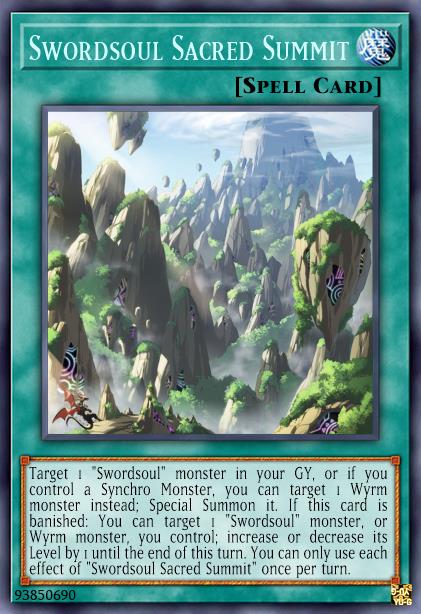 Swordsoul Sacred Summit 魔
[Spell Card]
Target 1 "Swordsoul" monster in your GY, or if you
control a Synchro Monster, you can target 1 Wyrm
monster instead; Special Summon it. If this card is
banished: You can target 1 "Swordsoul" monster, or
Wyrm monster, you control; increase or decrease its
Level by 1 until the end of this turn. You can only use each
effect of "Swordsoul Sacred Summit" once per turn.
93850690